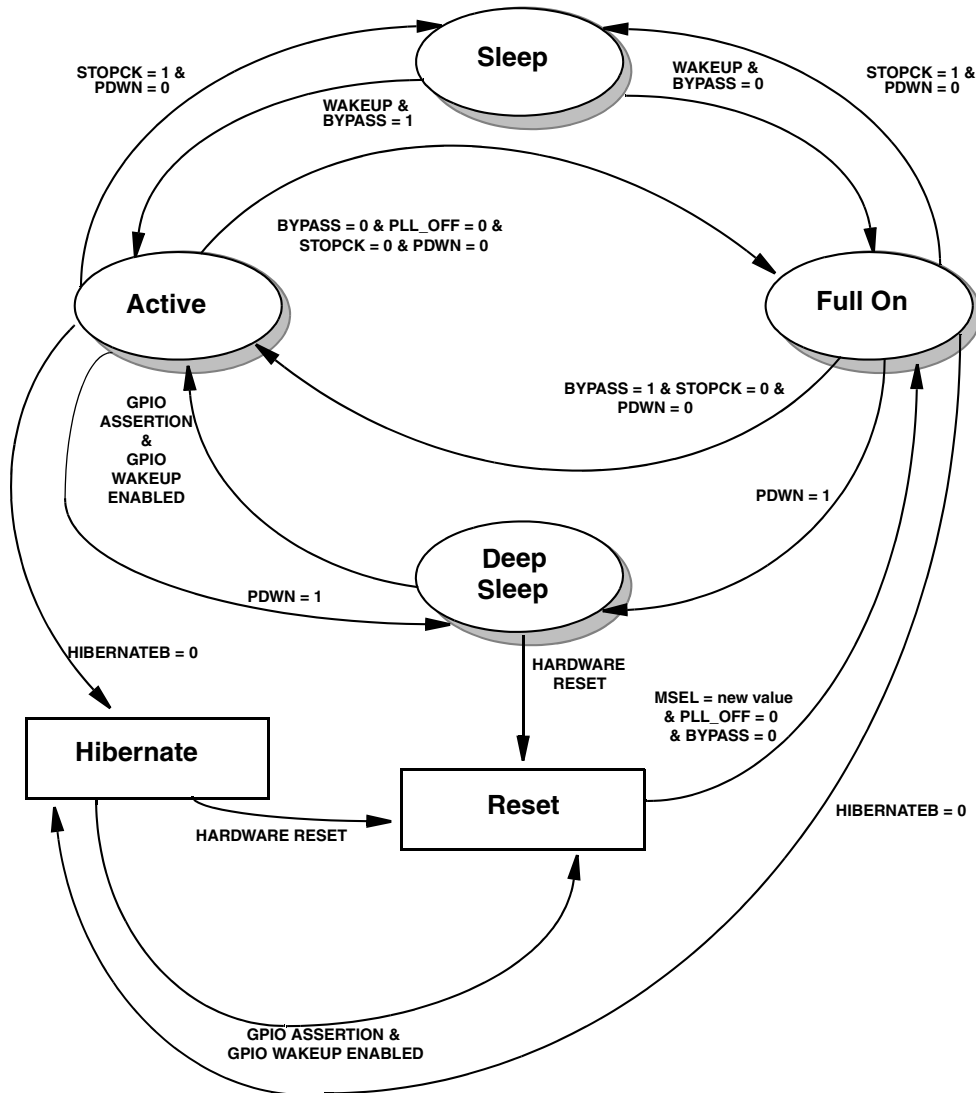 Sleep
STOPCK = 1 &
PDWN = 0
WAKEUP &
BYPASS = 1
WAKEUP &
BYPASS = 0
STOPCK = 1 &
PDWN = 0
BYPASS = 0 & PLL_OFF = 0 &
STOPCK = 0 & PDWN = 0
Active
Full On
BYPASS = 1 & STOPCK = 0 &
PDWN = 0
GPIO
ASSERTION
&
GPIO
WAKEUP
ENABLED
PDWN = 1
Deep
Sleep
PDWN = 1
HIBERNATEB = 0
HARDWARE
RESET
MSEL = new value
& PLL_OFF = 0
& BYPASS = 0
Hibernate
Reset
HIBERNATEB = 0
HARDWARE RESET
GPIO ASSERTION &
GPIO WAKEUP ENABLED